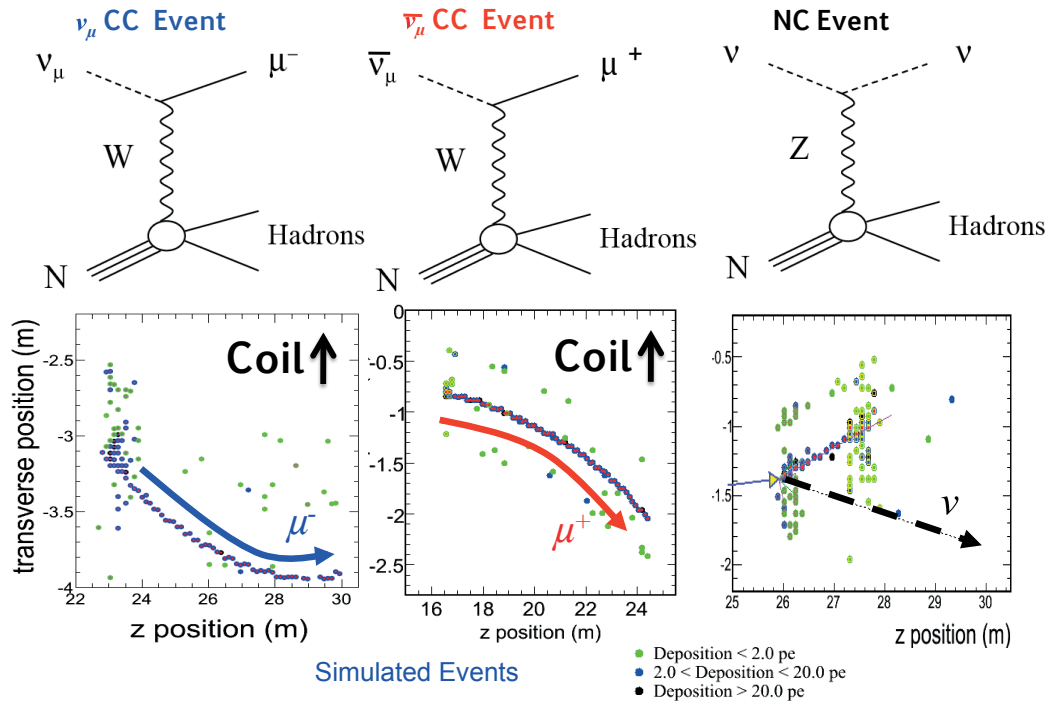 νμ CC Event
ν̅μ CC Event
NC Event
νμ
μ⁻
W
N
Hadrons
ν̅μ
μ⁺
W
N
Hadrons
ν
ν
Z
N
Hadrons
transverse position (m)
-2.5
-3
-3.5
-4
22
24
26
28
30
z position (m)
Coil
μ⁻
0
-0.5
-1
-1.5
-2
-2.5
16
18
20
22
24
z position (m)
Coil
μ⁺
-0.5
-1
-1.5
-2
25
26
27
28
29
30
z position (m)
ν
Simulated Events
Deposition < 2.0 pe
2.0 < Deposition < 20.0 pe
Deposition > 20.0 pe